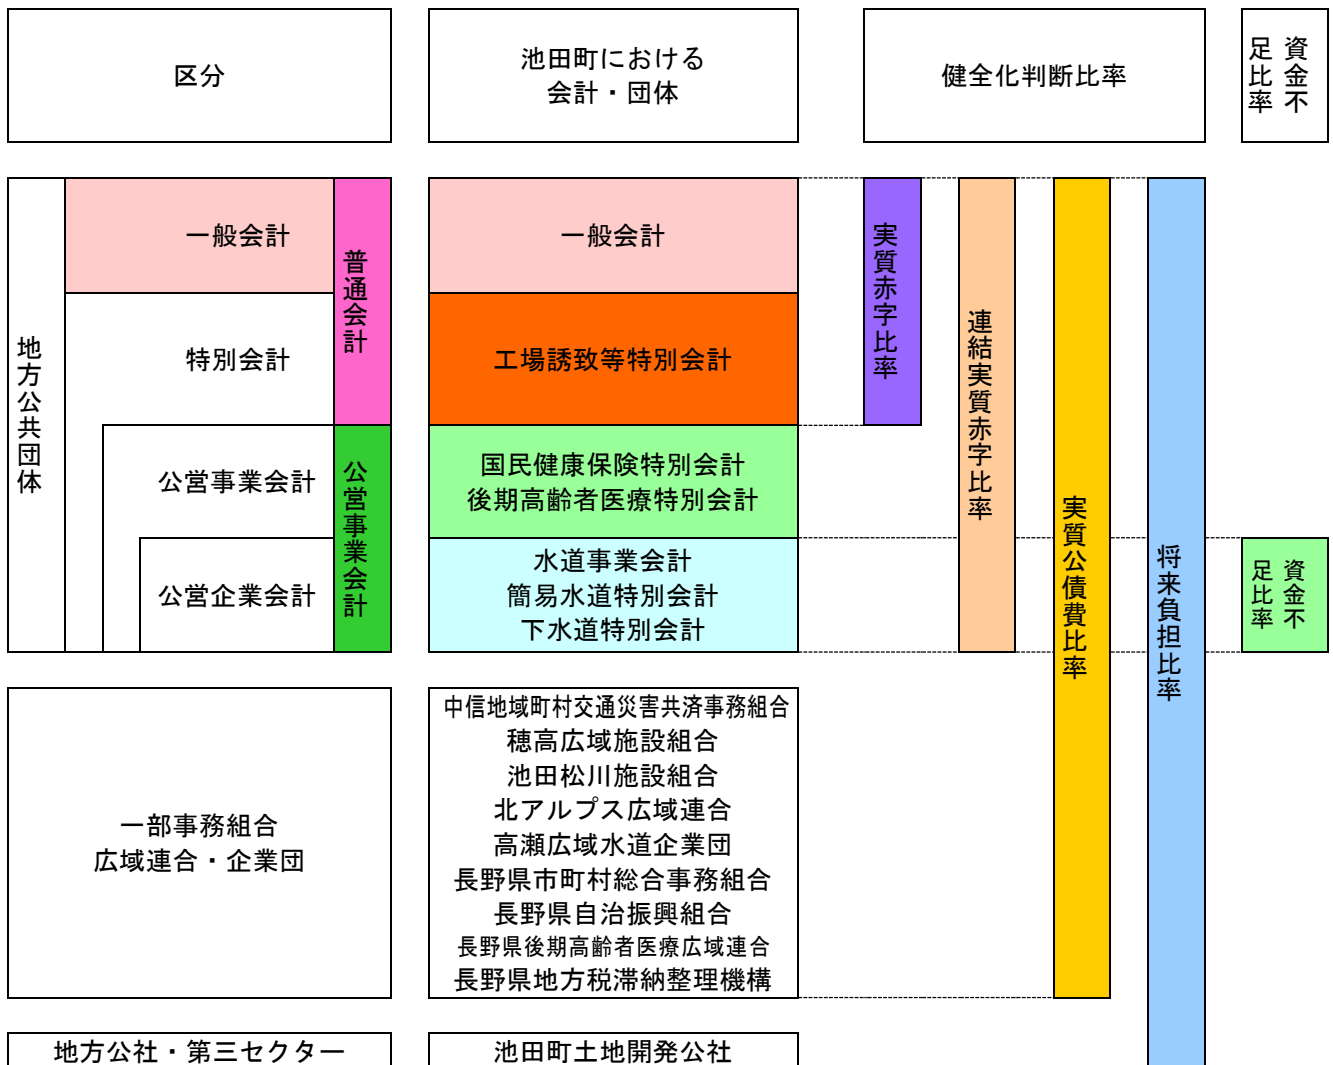 区分
池田町における
会計・団体
健全化判断比率
資金不
足比率
地方公共団体
一般会計
特別会計
普通会計
公営事業会計
公営企業会計
公営事業会計
一般会計
工場誘致等特別会計
国民健康保険特別会計
後期高齢者医療特別会計
水道事業会計
簡易水道特別会計
下水道特別会計
実質赤字比率
連結実質赤字比率
実質公債費比率
将来負担比率
資金不
足比率
一部事務組合
広域連合・企業団
中信地域町村交通災害共済事務組合
穂高広域施設組合
池田松川施設組合
北アルプス広域連合
高瀬広域水道企業団
長野県市町村総合事務組合
長野県自治振興組合
長野県後期高齢者医療広域連合
長野県地方税滞納整理機構
地方公社・第三セクター
池田町土地開発公社